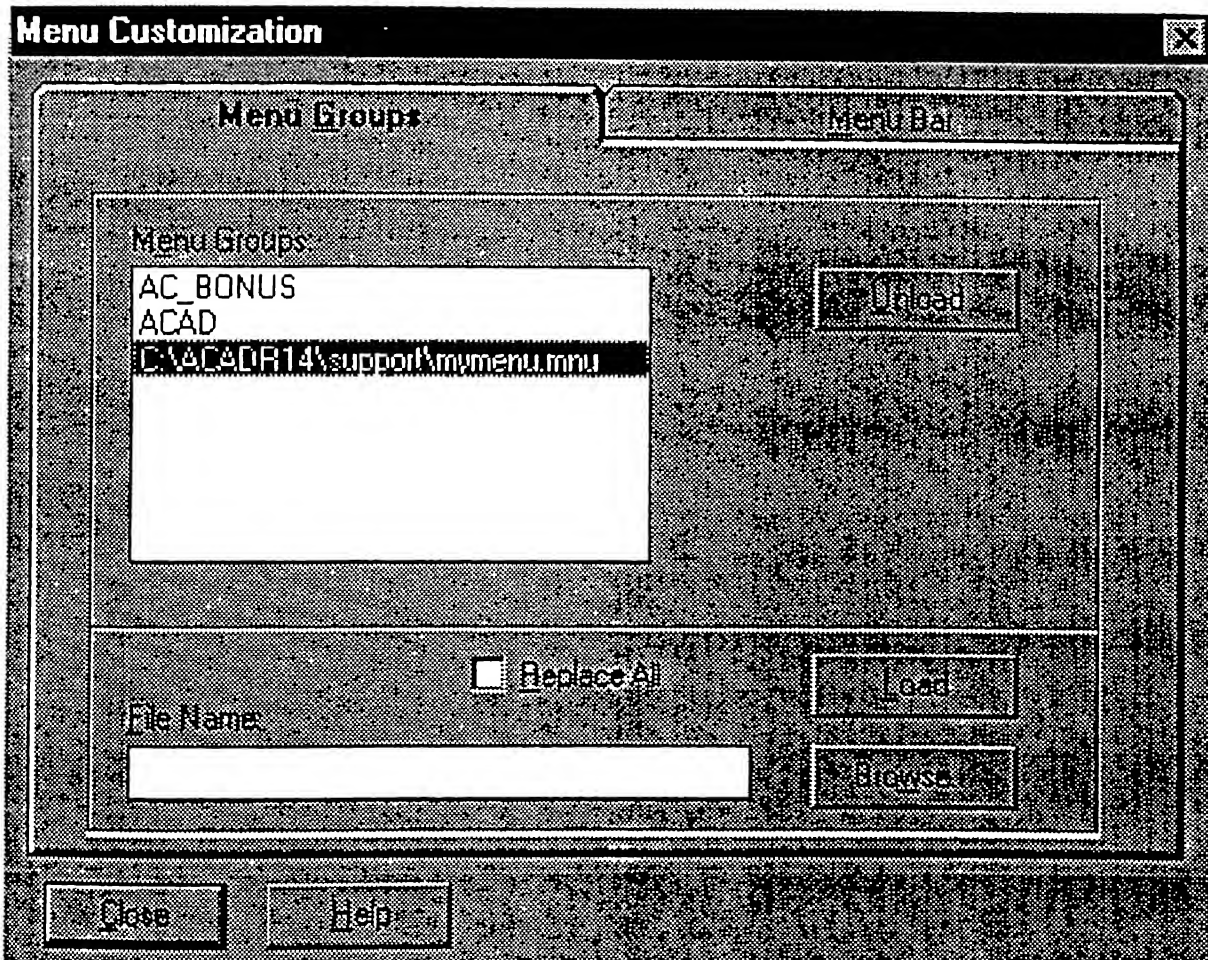 Menu Customization
Menu Groups
Menu Bar
Menu Groups:
AC_BONUS
ACAD
C:\ACADR14\support\mymenu.mnu
Unload
Replace All
Load
File Name:
Browse...
Close
Help